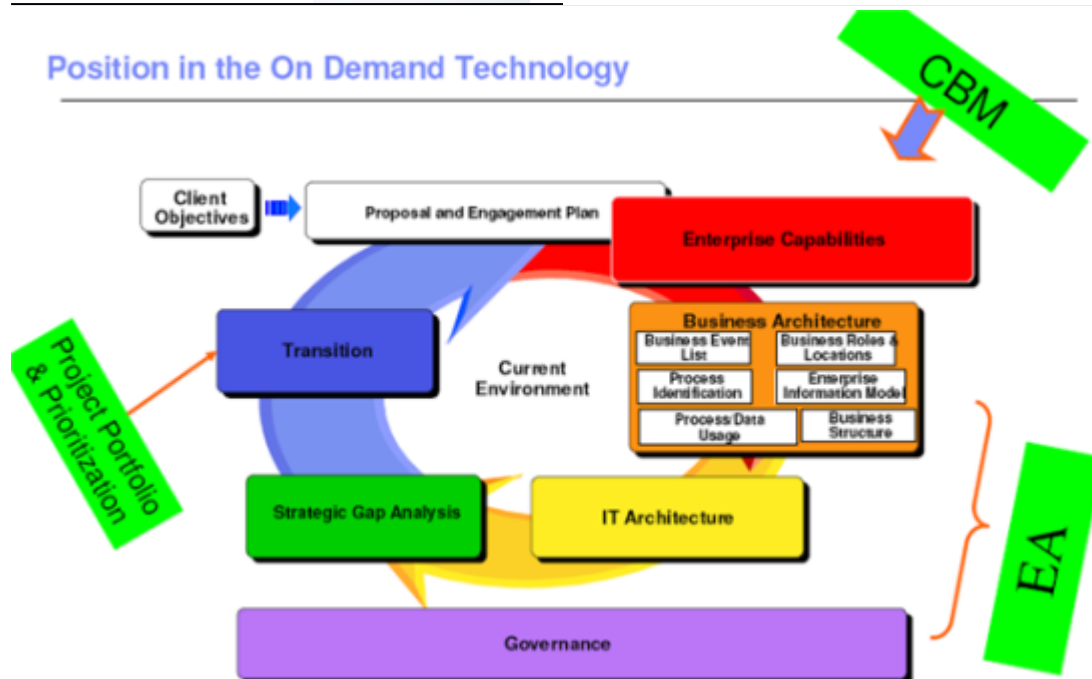 Position in the On Demand Technology
CBM
Client
Objectives
Proposal and Engagement Plan
Enterprise Capabilities
Business Architecture
Business Event
List
Business Roles &
Locations
Process
Identification
Enterprise
Information Model
Process/Data
Usage
Business
Structure
Transition
Current
Environment
Project Portfolio
& Prioritization
Strategic Gap Analysis
IT Architecture
EA
Governance